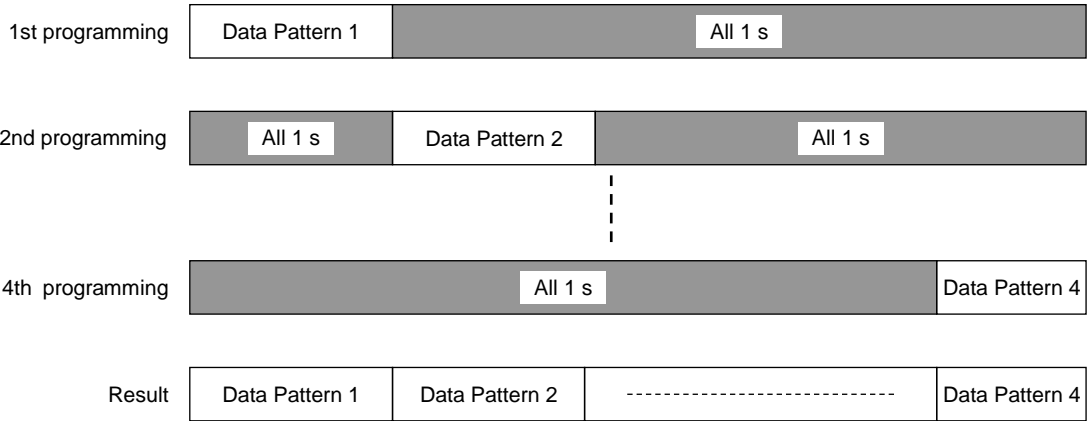 1st programming Data Pattern 1 All 1 s
2nd programming All 1 s Data Pattern 2 All 1 s
4th programming All 1 s Data Pattern 4
Result Data Pattern 1 Data Pattern 2 Data Pattern 4